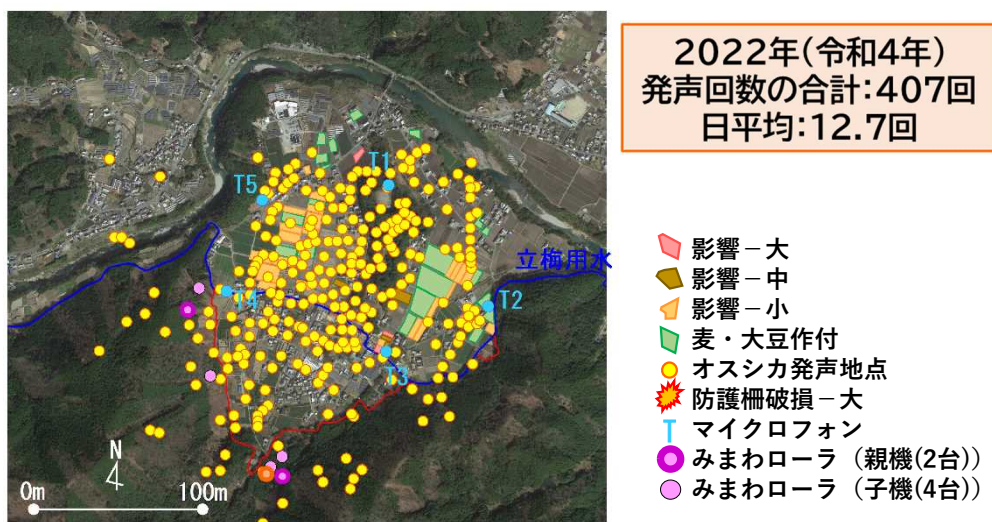 2022年(令和4年)
発声回数の合計:407回
日平均:12.7回
T1
T5
立梅用水
T2
T4
T3
N
0m
100m
影響－大
影響－中
影響－小
麦・大豆作付
オスシカ発声地点
防護柵破損－大
マイクロフォン
みまわローラ（親機(2台)）
みまわローラ（子機(4台)）